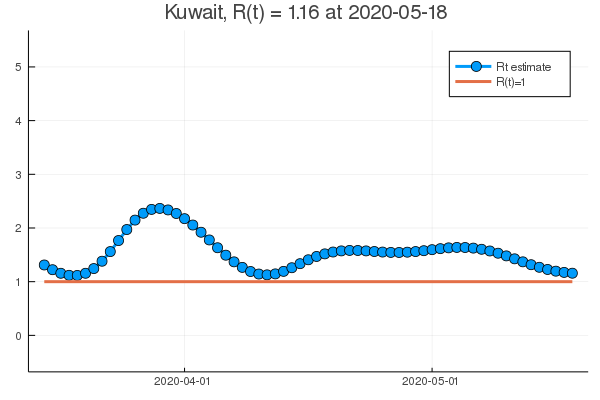 Kuwait, R(t) = 1.16 at 2020-05-18
5
4
3
2
1
0
Rt estimate
R(t)=1
2020-04-01
2020-05-01